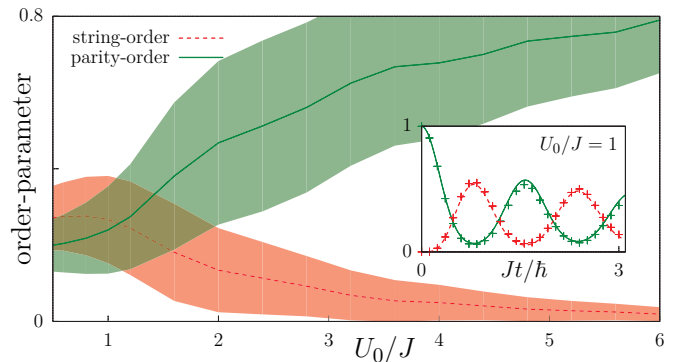 0.8
string-order
parity-order
order-parameter
1
U₀/J = 1
0
0
Jt/ħ
3
0
1
2
3
4
5
6
U₀/J